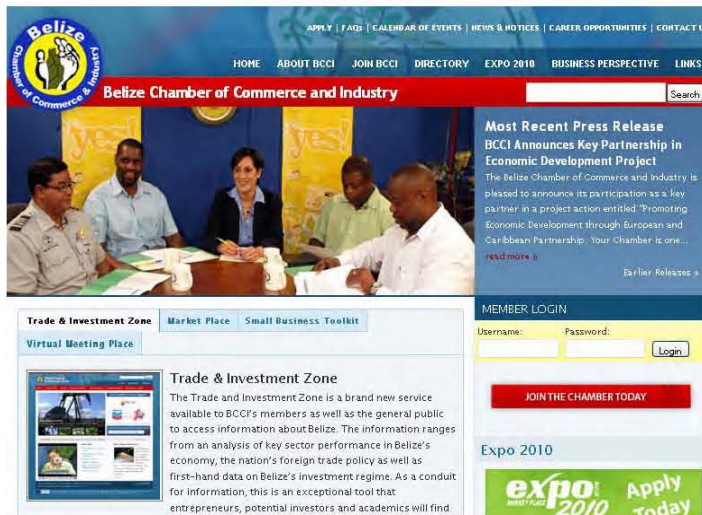 APPLY | FAQs | CALENDAR OF EVENTS | NEWS & NOTICES | CAREER OPPORTUNITIES | CONTACT U
Belize
Chamber of
Commerce & Industry
HOME ABOUT BCCI JOIN BCCI DIRECTORY EXPO 2010 BUSINESS PERSPECTIVE LINKS
Belize Chamber of Commerce and Industry
Search
yes!
yes!
Most Recent Press Release
BCCI Announces Key Partnership in
Economic Development Project
The Belize Chamber of Commerce and Industry is
pleased to announce its participation as a key
partner in a project action entitled "Promoting
Economic Development through European and
Caribbean Partnership. Your Chamber is one...
read more »
Earlier Releases »
Trade & Investment Zone Market Place Small Business Toolkit
Virtual Meeting Place
Trade & Investment Zone
The Trade and Investment Zone is a brand new service
available to BCCI's members as well as the general public
to access information about Belize. The information ranges
from an analysis of key sector performance in Belize's
economy, the nation's foreign trade policy as well as
first-hand data on Belize's investment regime. As a conduit
for information, this is an exceptional tool that
entrepreneurs, potential investors and academics will find
MEMBER LOGIN
Username: Password:
Login
JOIN THE CHAMBER TODAY
Expo 2010
expo
MARKET PLACE 2010
Apply
Today